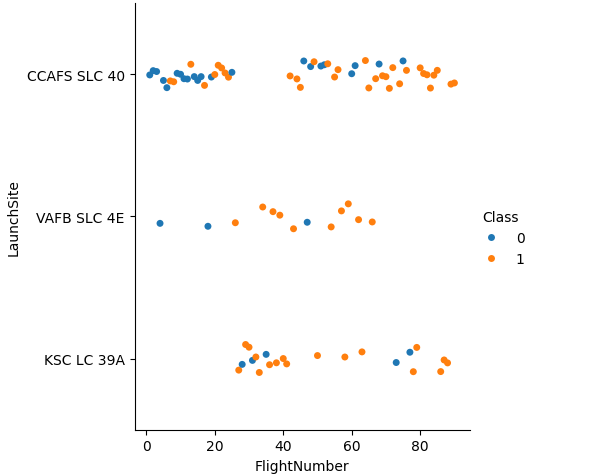 CCAFS SLC 40
VAFB SLC 4E
KSC LC 39A
LaunchSite
0
20
40
60
80
FlightNumber
Class
0
1